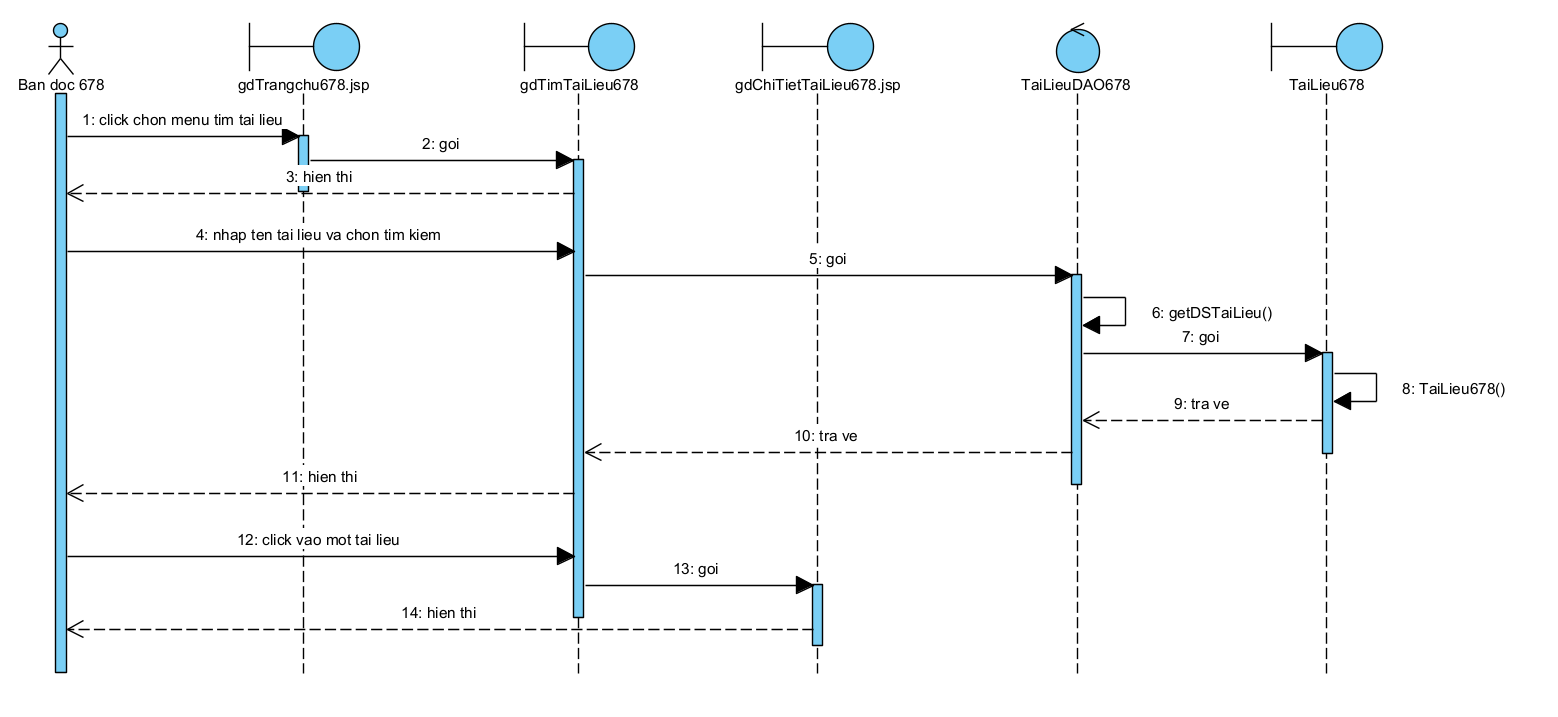 Ban doc 678
gdTrangchu678.jsp
gdTimTaiLieu678
gdChiTietTaiLieu678.jsp
TaiLieuDAO678
TaiLieu678
1: click chon menu tim tai lieu
2: goi
3: hien thi
4: nhap ten tai lieu va chon tim kiem
5: goi
6: getDSTaiLieu()
7: goi
8: TaiLieu678()
9: tra ve
10: tra ve
11: hien thi
12: click vao mot tai lieu
13: goi
14: hien thi